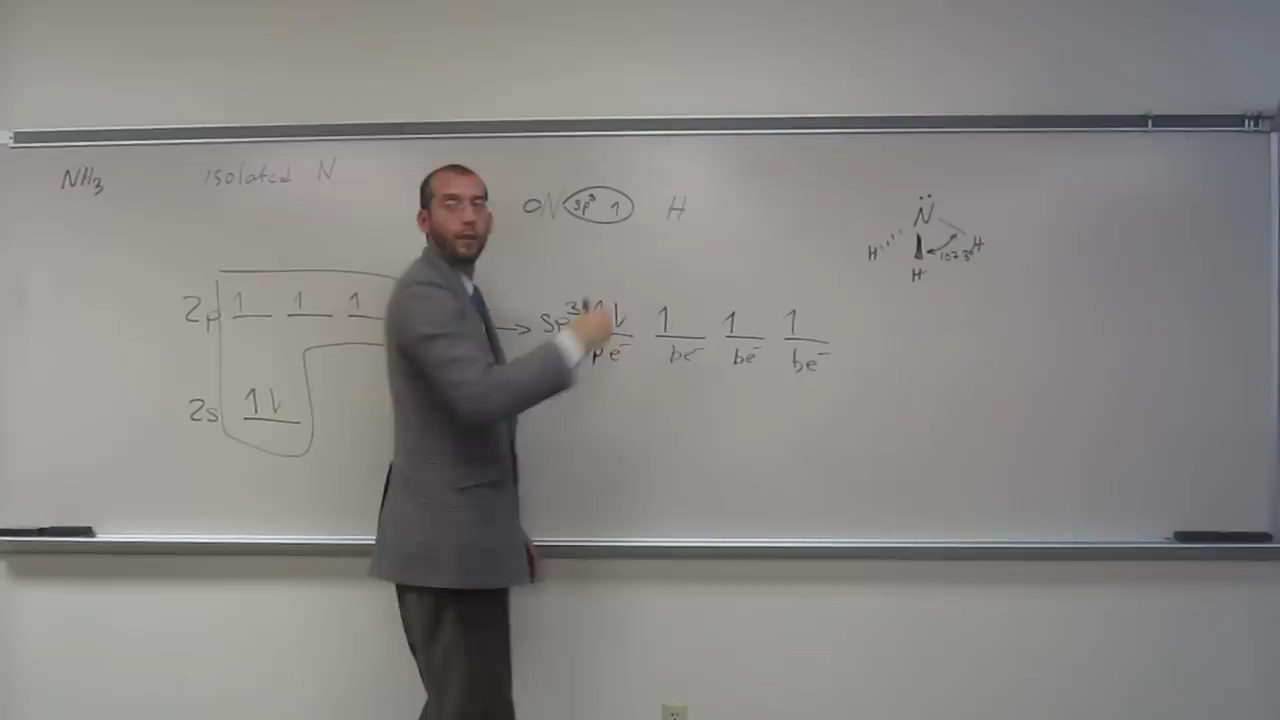 NH₃
isolated N
N sp³ 1 H
2p 1 1 1
2s 1 ⇂
sp³ 1 ⇂ 1 1 1
pe⁻ be⁻ be⁻ be⁻
N̈
H H 107.3°
H